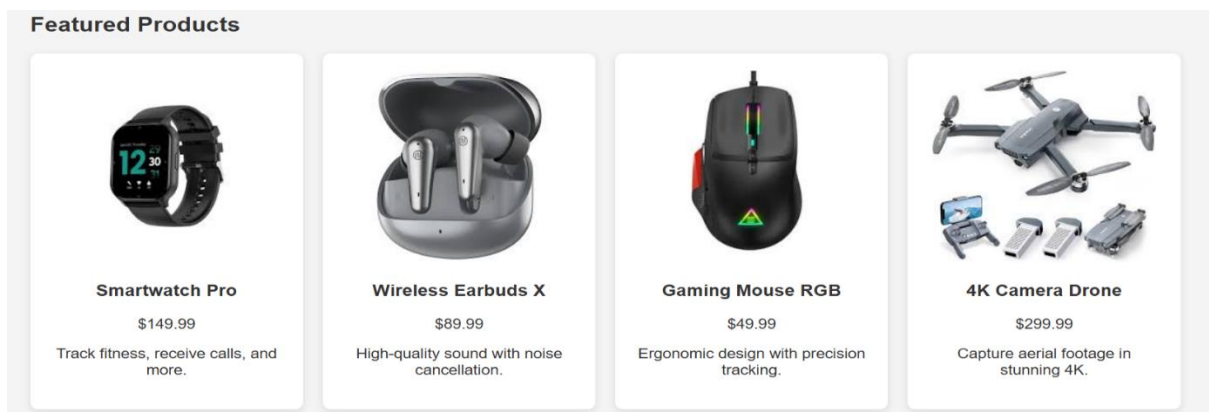 Featured Products
12
30
Smartwatch Pro
$149.99
Track fitness, receive calls, and
more.
Wireless Earbuds X
$89.99
High-quality sound with noise
cancellation.
Gaming Mouse RGB
$49.99
Ergonomic design with precision
tracking.
4K Camera Drone
$299.99
Capture aerial footage in
stunning 4K.